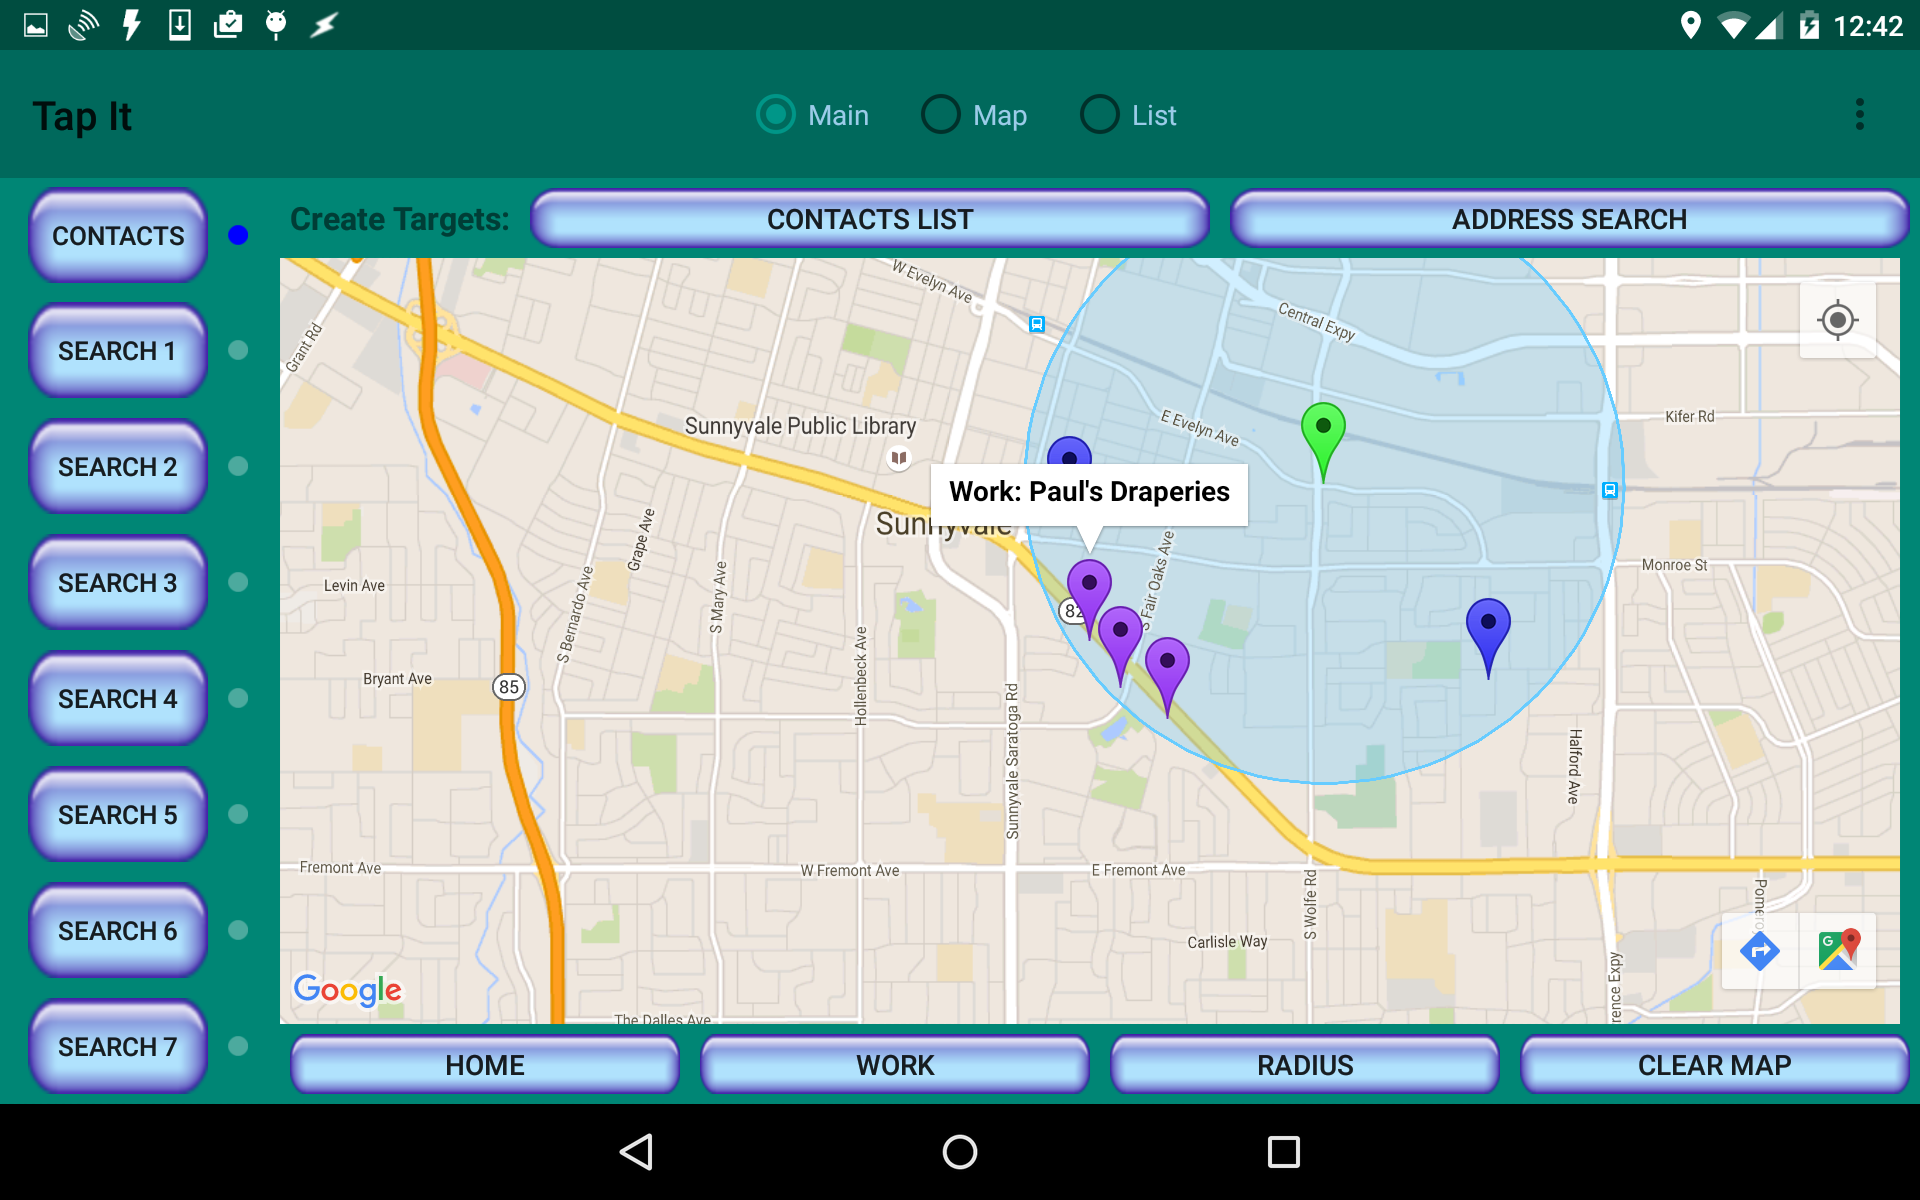 12:42
Tap It
Main
Map
List
CONTACTS
SEARCH 1
SEARCH 2
SEARCH 3
SEARCH 4
SEARCH 5
SEARCH 6
SEARCH 7
Create Targets:
CONTACTS LIST
ADDRESS SEARCH
W Evelyn Ave
Central Expy
Grant Rd
Sunnyvale Public Library
E Evelyn Ave
Kifer Rd
Work: Paul's Draperies
Sunnyvale
Grape Ave
S Fair Oaks Ave
Monroe St
Levin Ave
S Bernardo Ave
S Mary Ave
82
Hollenbeck Ave
Bryant Ave
85
Sunnyvale Saratoga Rd
Halford Ave
Fremont Ave
W Fremont Ave
E Fremont Ave
S Wolfe Rd
Carlisle Way
Google
G
The Dalles Ave
HOME
WORK
RADIUS
CLEAR MAP